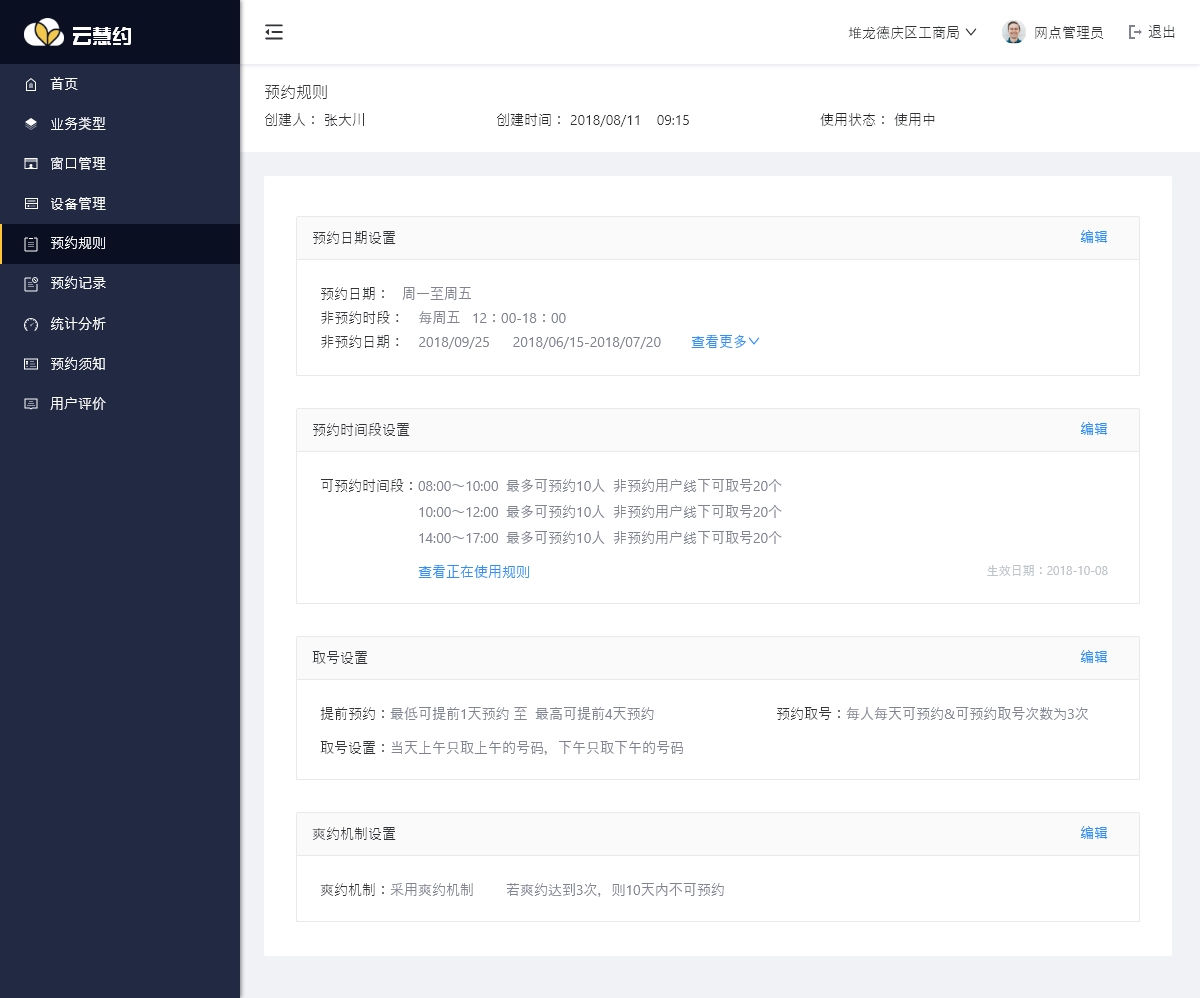 云慧约
堆龙德庆区工商局 网点管理员 退出
首页
业务类型
窗口管理
设备管理
预约规则
预约记录
统计分析
预约须知
用户评价
预约规则
创建人： 张大川 创建时间： 2018/08/11 09:15 使用状态： 使用中
预约日期设置 编辑
预约日期： 周一至周五
非预约时段： 每周五 12：00-18：00
非预约日期： 2018/09/25 2018/06/15-2018/07/20 查看更多
预约时间段设置 编辑
可预约时间段：08:00～10:00 最多可预约10人 非预约用户线下可取号20个
10:00～12:00 最多可预约10人 非预约用户线下可取号20个
14:00～17:00 最多可预约10人 非预约用户线下可取号20个
查看正在使用规则 生效日期：2018-10-08
取号设置 编辑
提前预约：最低可提前1天预约 至 最高可提前4天预约 预约取号：每人每天可预约&可预约取号次数为3次
取号设置：当天上午只取上午的号码，下午只取下午的号码
爽约机制设置 编辑
爽约机制：采用爽约机制 若爽约达到3次，则10天内不可预约